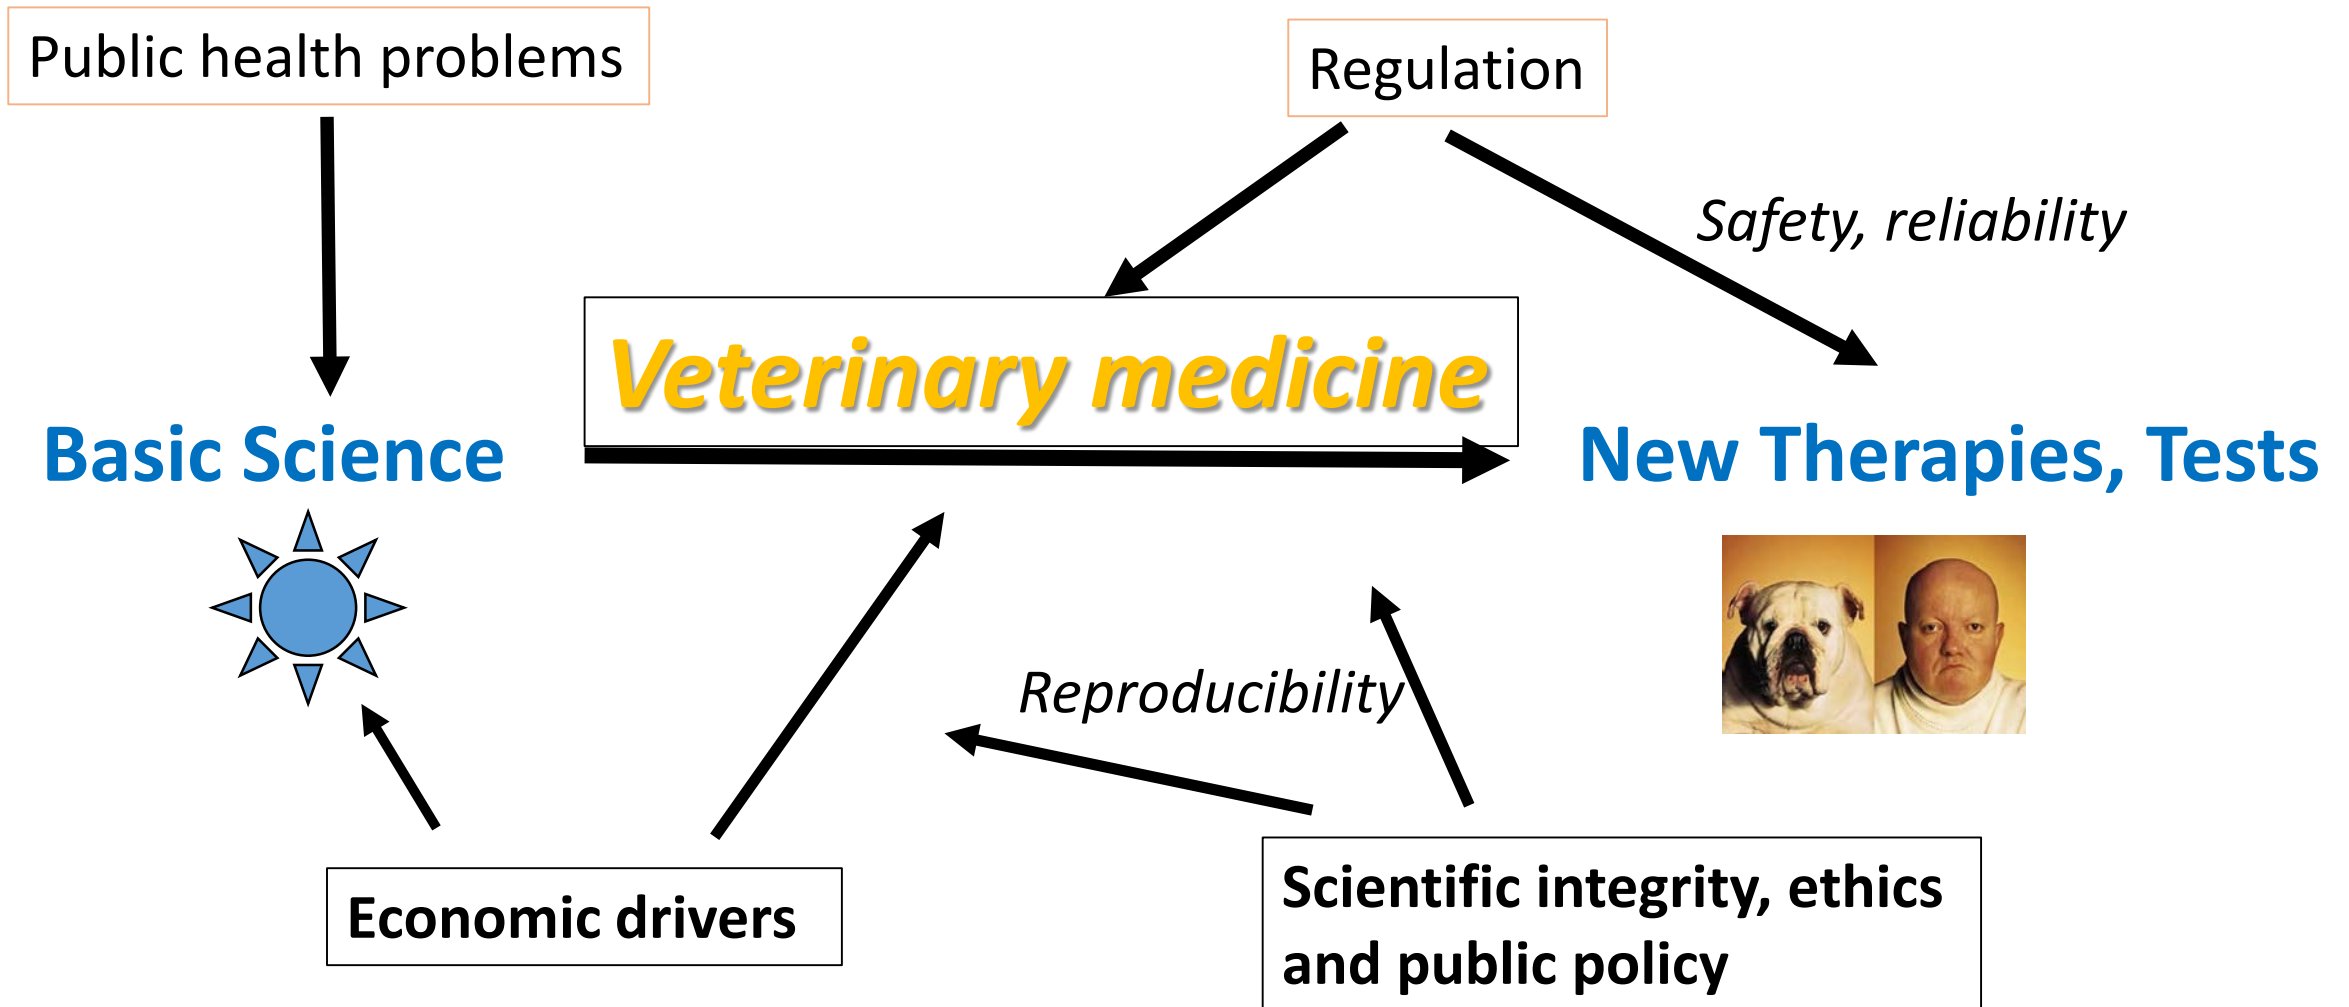 Public health problems
Regulation
Safety, reliability
Veterinary medicine
Basic Science
New Therapies, Tests
Reproducibility
Economic drivers
Scientific integrity, ethics
and public policy